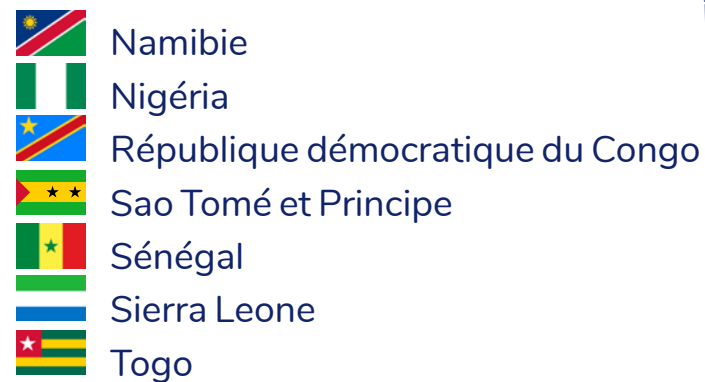 Namibie
Nigéria
République démocratique du Congo
Sao Tomé et Principe
Sénégal
Sierra Leone
Togo